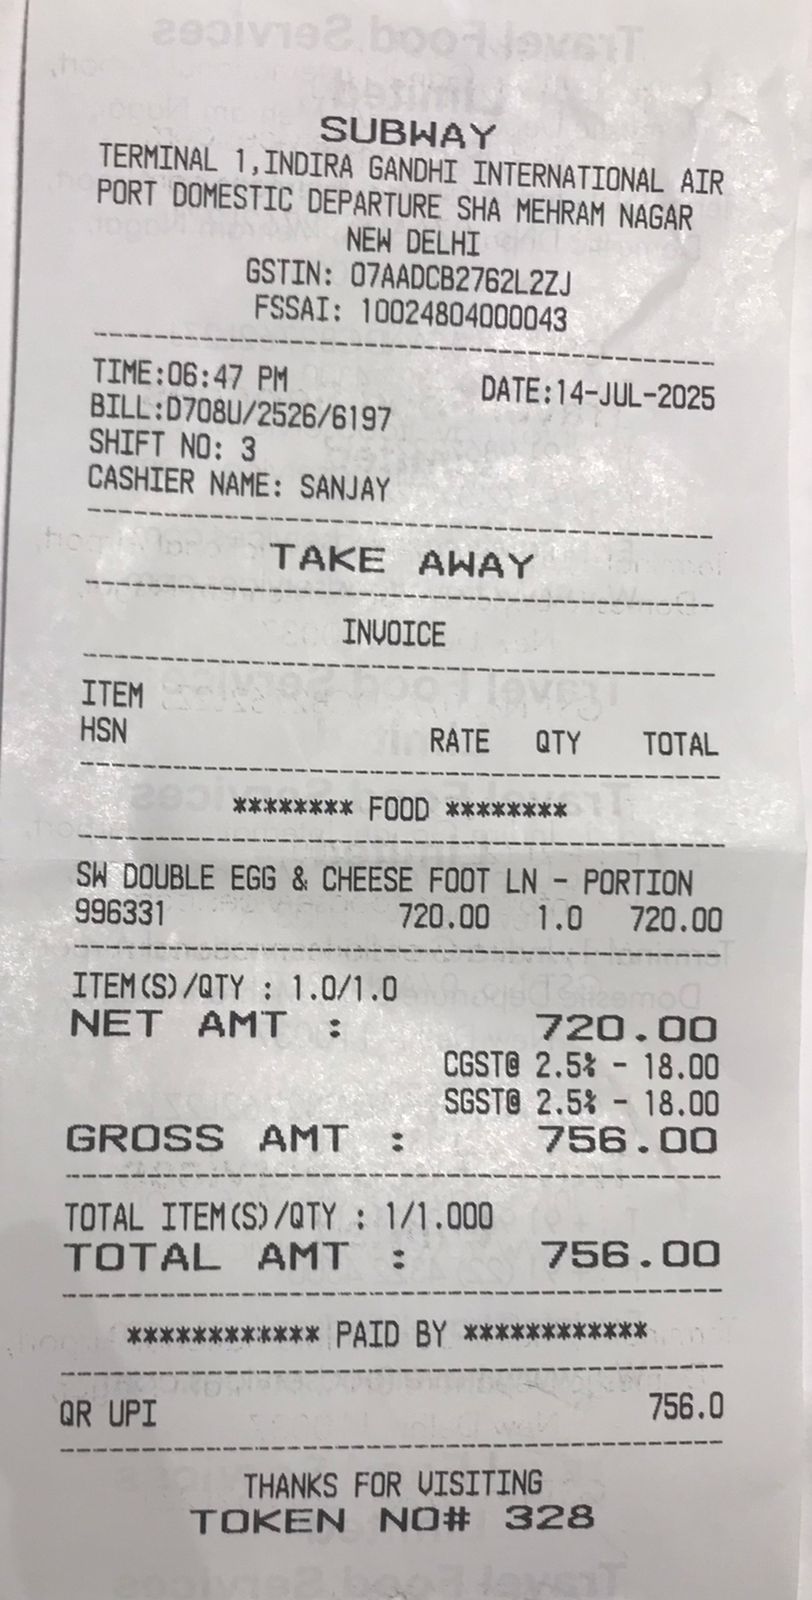 SUBWAY
TERMINAL 1,INDIRA GANDHI INTERNATIONAL AIR
PORT DOMESTIC DEPARTURE SHA MEHRAM NAGAR
NEW DELHI
GSTIN: 07AADCB2762L2ZJ
FSSAI: 10024804000043
TIME:06:47 PM DATE:14-JUL-2025
BILL:D708U/2526/6197
SHIFT NO: 3
CASHIER NAME: SANJAY
TAKE AWAY
INVOICE
ITEM
HSN RATE QTY TOTAL
******** FOOD ********
SW DOUBLE EGG & CHEESE FOOT LN - PORTION
996331 720.00 1.0 720.00
ITEM(S)/QTY : 1.0/1.0
NET AMT : 720.00
CGST@ 2.5% - 18.00
SGST@ 2.5% - 18.00
GROSS AMT : 756.00
TOTAL ITEM(S)/QTY : 1/1.000
TOTAL AMT : 756.00
************ PAID BY ************
QR UPI 756.0
THANKS FOR VISITING
TOKEN NO# 328